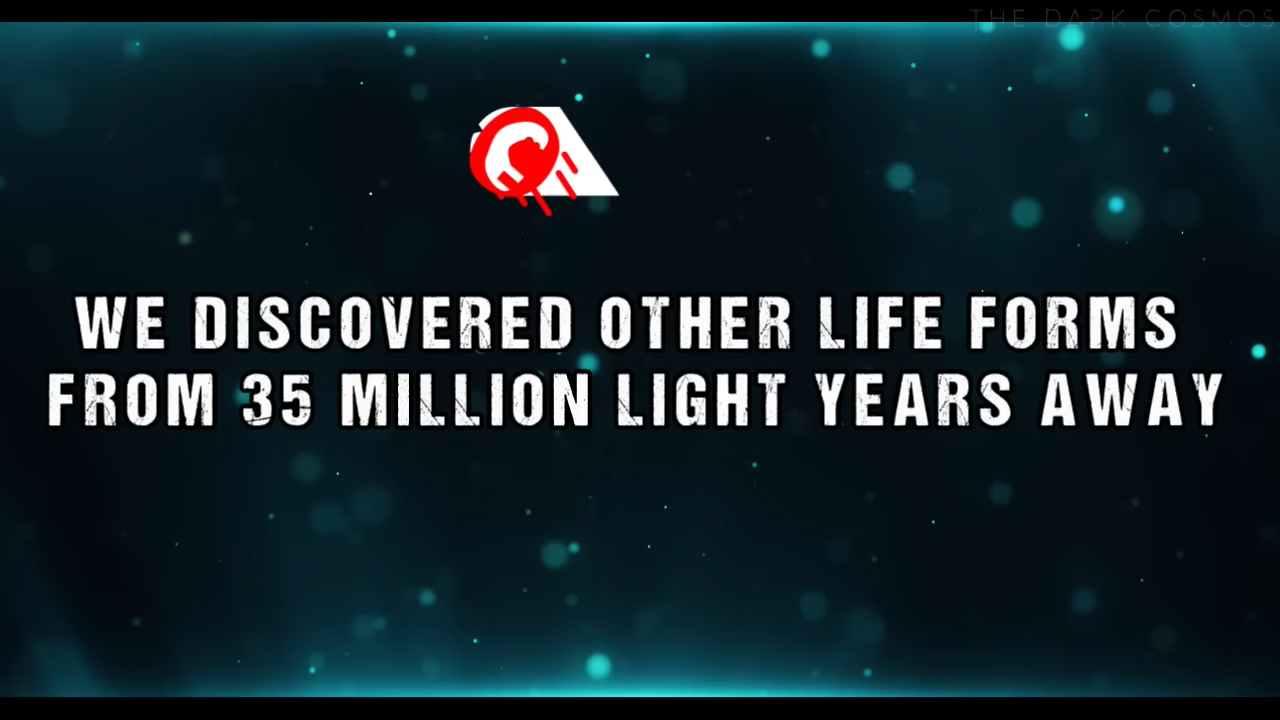 THE DARK COSMOS
WE DISCOVERED OTHER LIFE FORMS
FROM 35 MILLION LIGHT YEARS AWAY